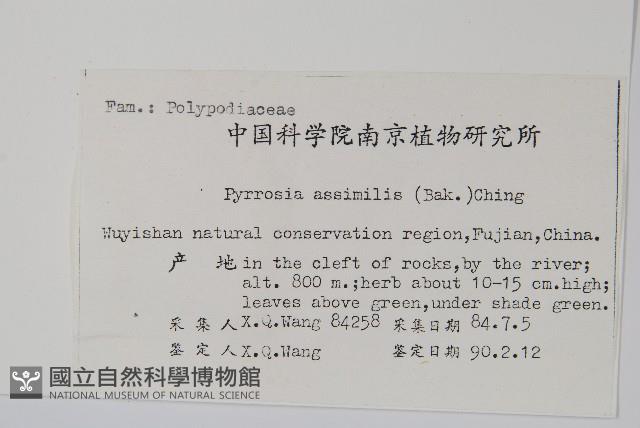 Fam.: Polypodiaceae
中国科学院南京植物研究所
Pyrrosia assimilis (Bak.)Ching
Wuyishan natural conservation region,Fujian,China.
产 地 in the cleft of rocks,by the river;
alt. 800 m.;herb about 10-15 cm.high;
leaves above green,under shade green.
采集人 X.Q.Wang 84258 采集日期 84.7.5
鉴定人 X.Q.Wang 鉴定日期 90.2.12
國立自然科學博物館
NATIONAL MUSEUM OF NATURAL SCIENCE